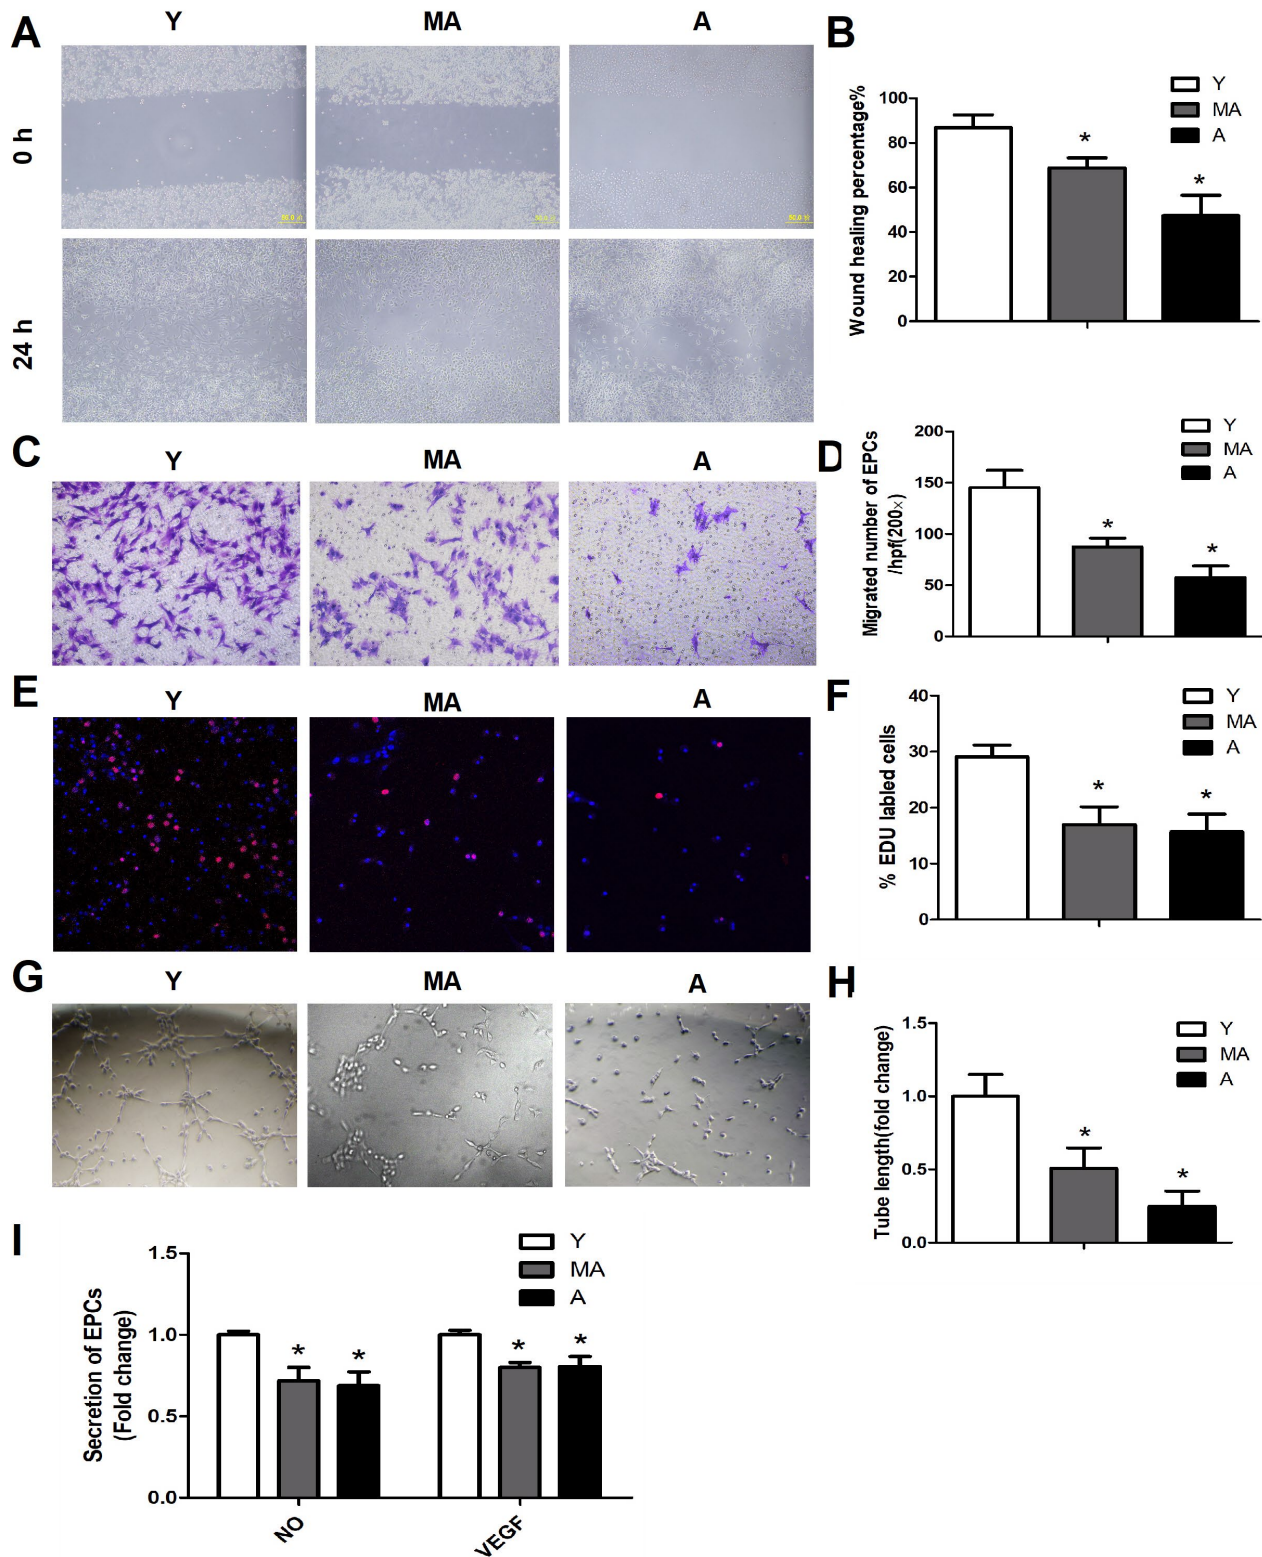 A
Y
MA
A
0 h
24 h
B
Y
MA
A
Wound healing percentage%
100
80
60
40
20
0
*
*
C
Y
MA
A
D
Y
MA
A
Migrated number of EPCs
/hpf(200×)
200
150
100
50
0
*
*
E
Y
MA
A
F
Y
MA
A
% EDU labled cells
40
30
20
10
0
*
*
G
Y
MA
A
H
Y
MA
A
Tube length(fold change)
1.5
1.0
0.5
0.0
*
*
I
Y
MA
A
Secretion of EPCs
(Fold change)
1.5
1.0
0.5
0.0
*
*
*
*
NO
VEGF